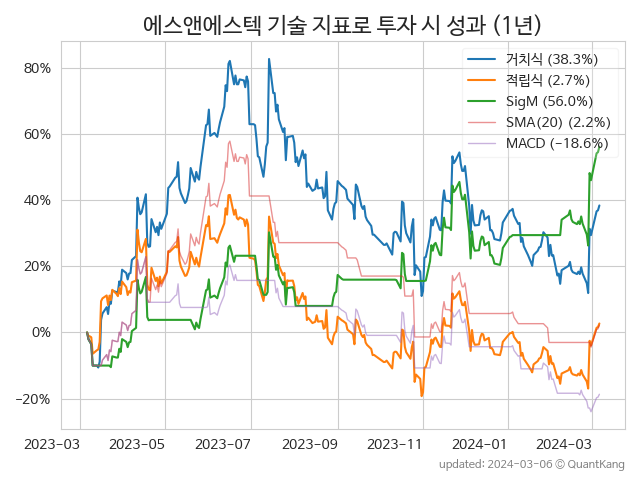 에스앤에스텍 기술 지표로 투자 시 성과 (1년)
거치식 (38.3%)
적립식 (2.7%)
SigM (56.0%)
SMA(20) (2.2%)
MACD (−18.6%)
80%
60%
40%
20%
0%
−20%
2023-03
2023-05
2023-07
2023-09
2023-11
2024-01
2024-03
updated: 2024-03-06 © QuantKang